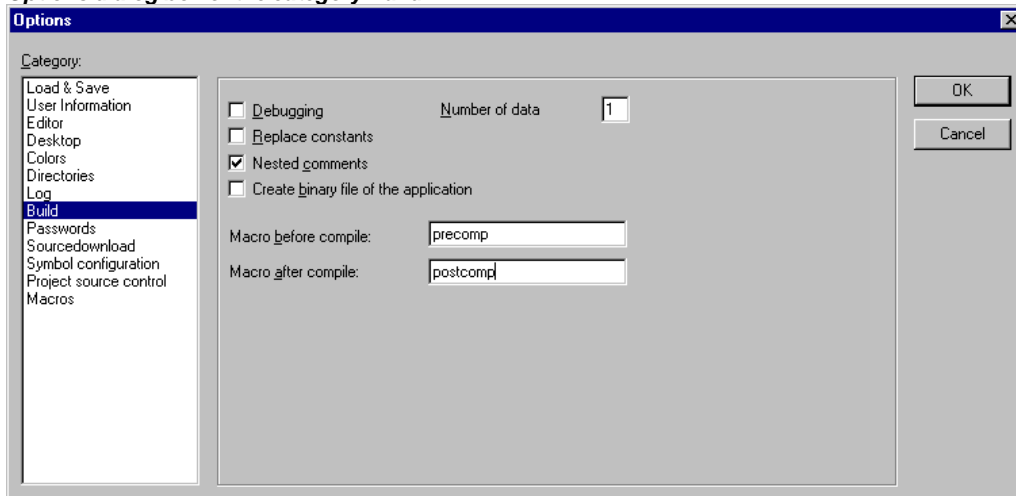 Options
Category:
Load & Save
User Information
Editor
Desktop
Colors
Directories
Log
Build
Passwords
Sourcedownload
Symbol configuration
Project source control
Macros
Debugging
Number of data
1
Replace constants
Nested comments
Create binary file of the application
Macro before compile:
precomp
Macro after compile:
postcomp
OK
Cancel